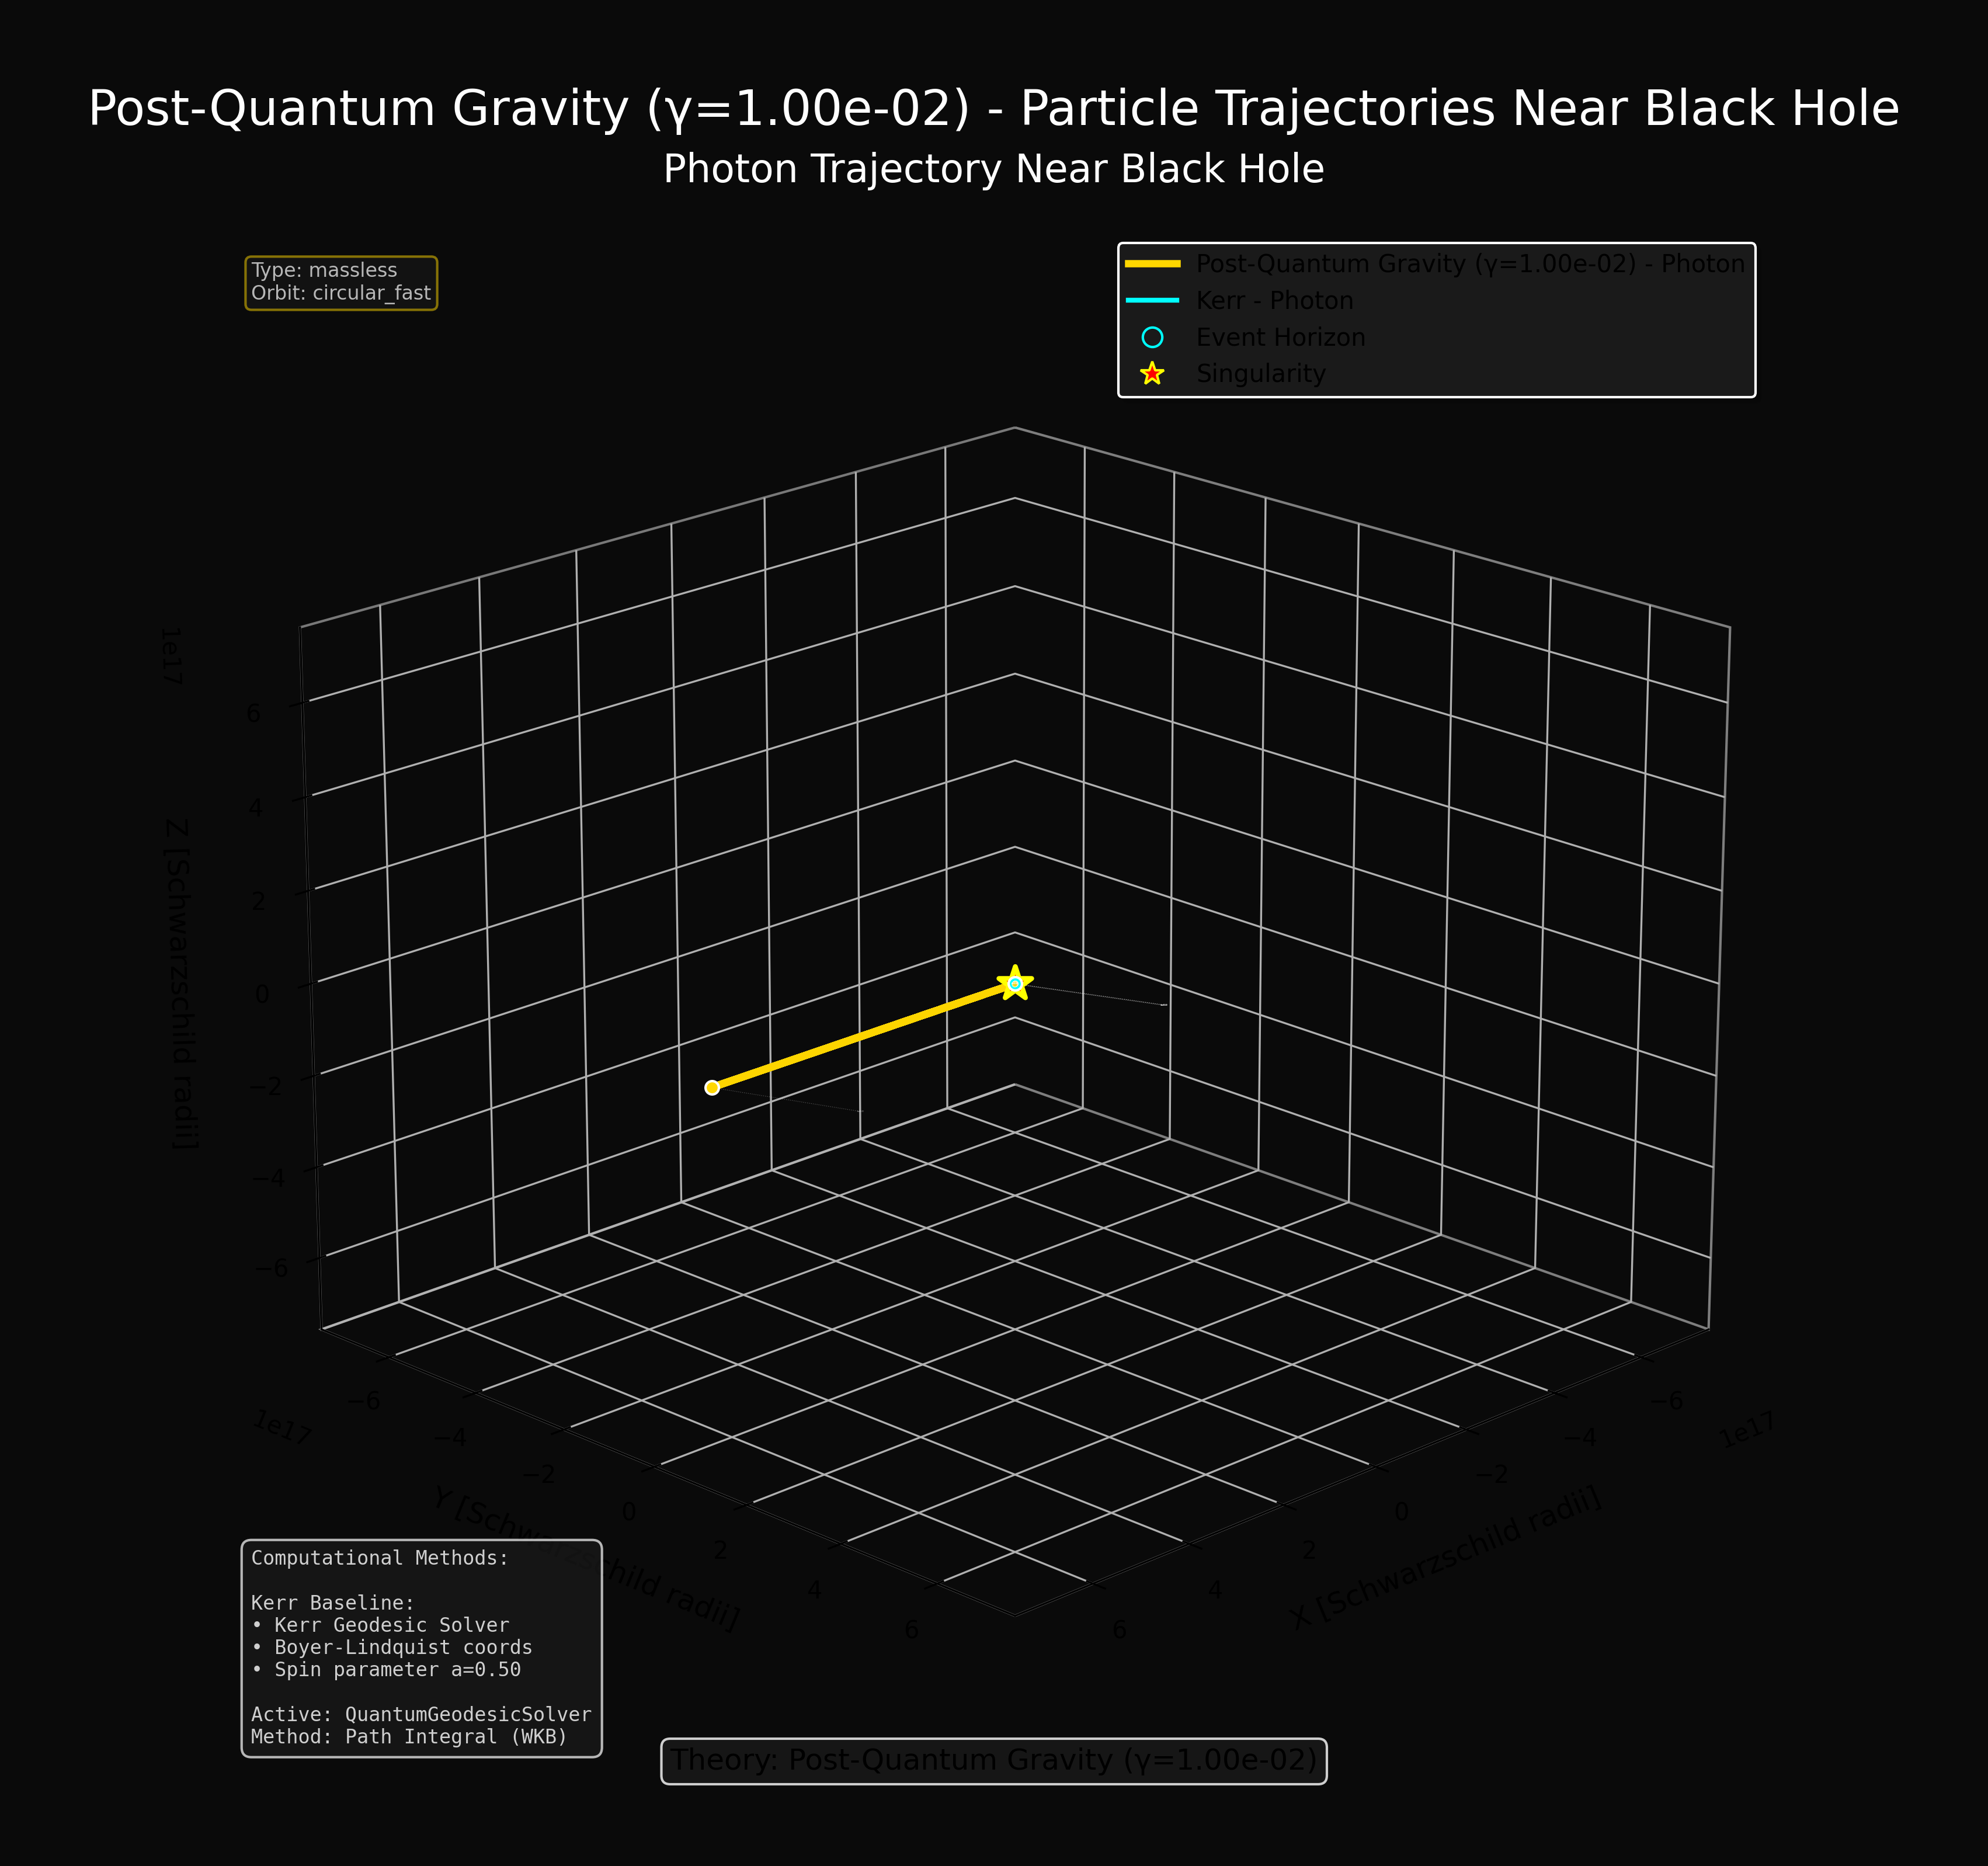 Post-Quantum Gravity (γ=1.00e-02) - Particle Trajectories Near Black Hole
Photon Trajectory Near Black Hole
Type: massless
Orbit: circular_fast
Post-Quantum Gravity (γ=1.00e-02) - Photon
Kerr - Photon
Event Horizon
Singularity
1e17
6
4
2
0
−2
−4
−6
Z [Schwarzschild radii]
1e17
−6
−4
−2
0
2
4
6
Y [Schwarzschild radii]
1e17
−6
−4
−2
0
2
4
6
X [Schwarzschild radii]
Computational Methods:
Kerr Baseline:
• Kerr Geodesic Solver
• Boyer-Lindquist coords
• Spin parameter a=0.50
Active: QuantumGeodesicSolver
Method: Path Integral (WKB)
Theory: Post-Quantum Gravity (γ=1.00e-02)